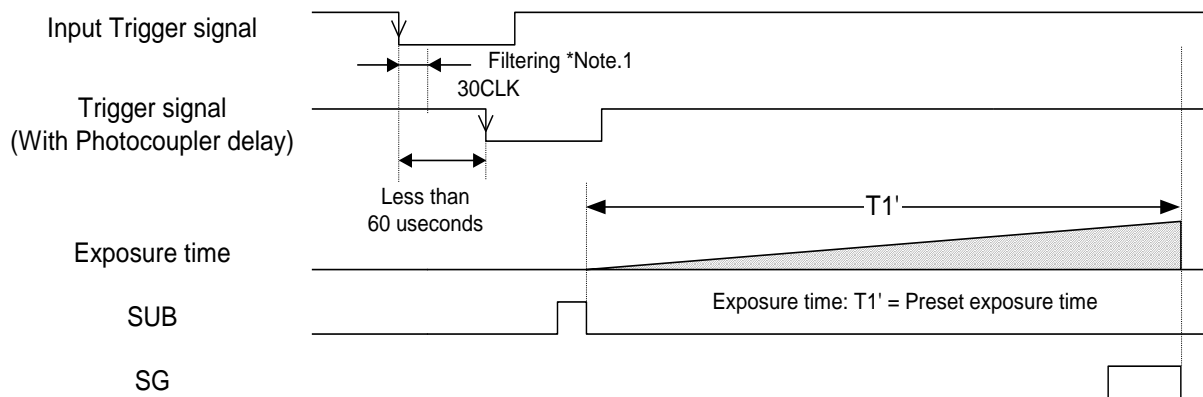 Input Trigger signal
Filtering *Note.1
30CLK
Trigger signal
(With Photocoupler delay)
Less than
60 useconds
T1'
Exposure time
Exposure time: T1' = Preset exposure time
SUB
SG